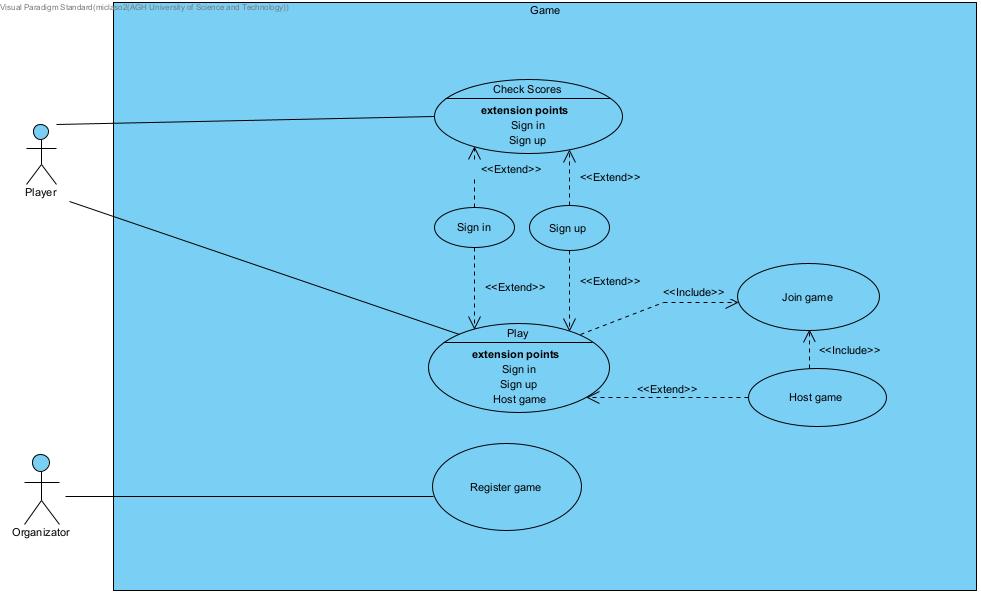 Visual Paradigm Standard(miclaso2(AGH University of Science and Technology))
Game
Check Scores
extension points
Sign in
Sign up
Player
<<Extend>>
<<Extend>>
Sign in
Sign up
<<Extend>>
<<Extend>>
<<Include>>
Join game
Play
extension points
Sign in
Sign up
Host game
<<Include>>
<<Extend>>
Host game
Register game
Organizator